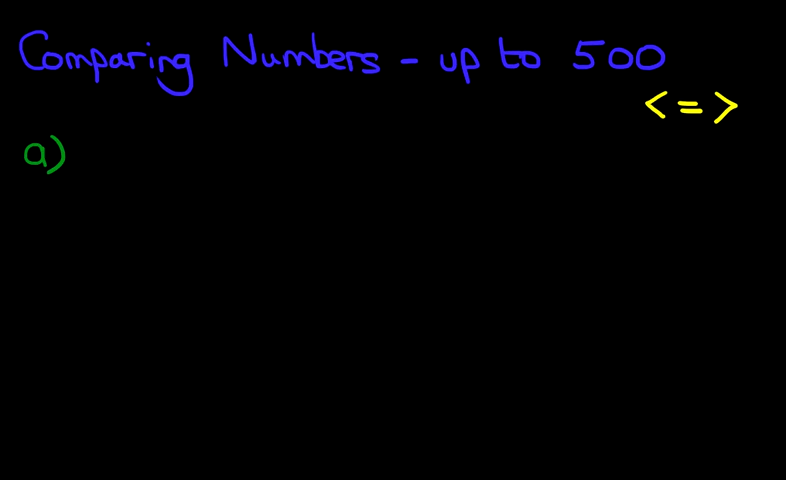 Comparing Numbers - up to 500
< = >
a)